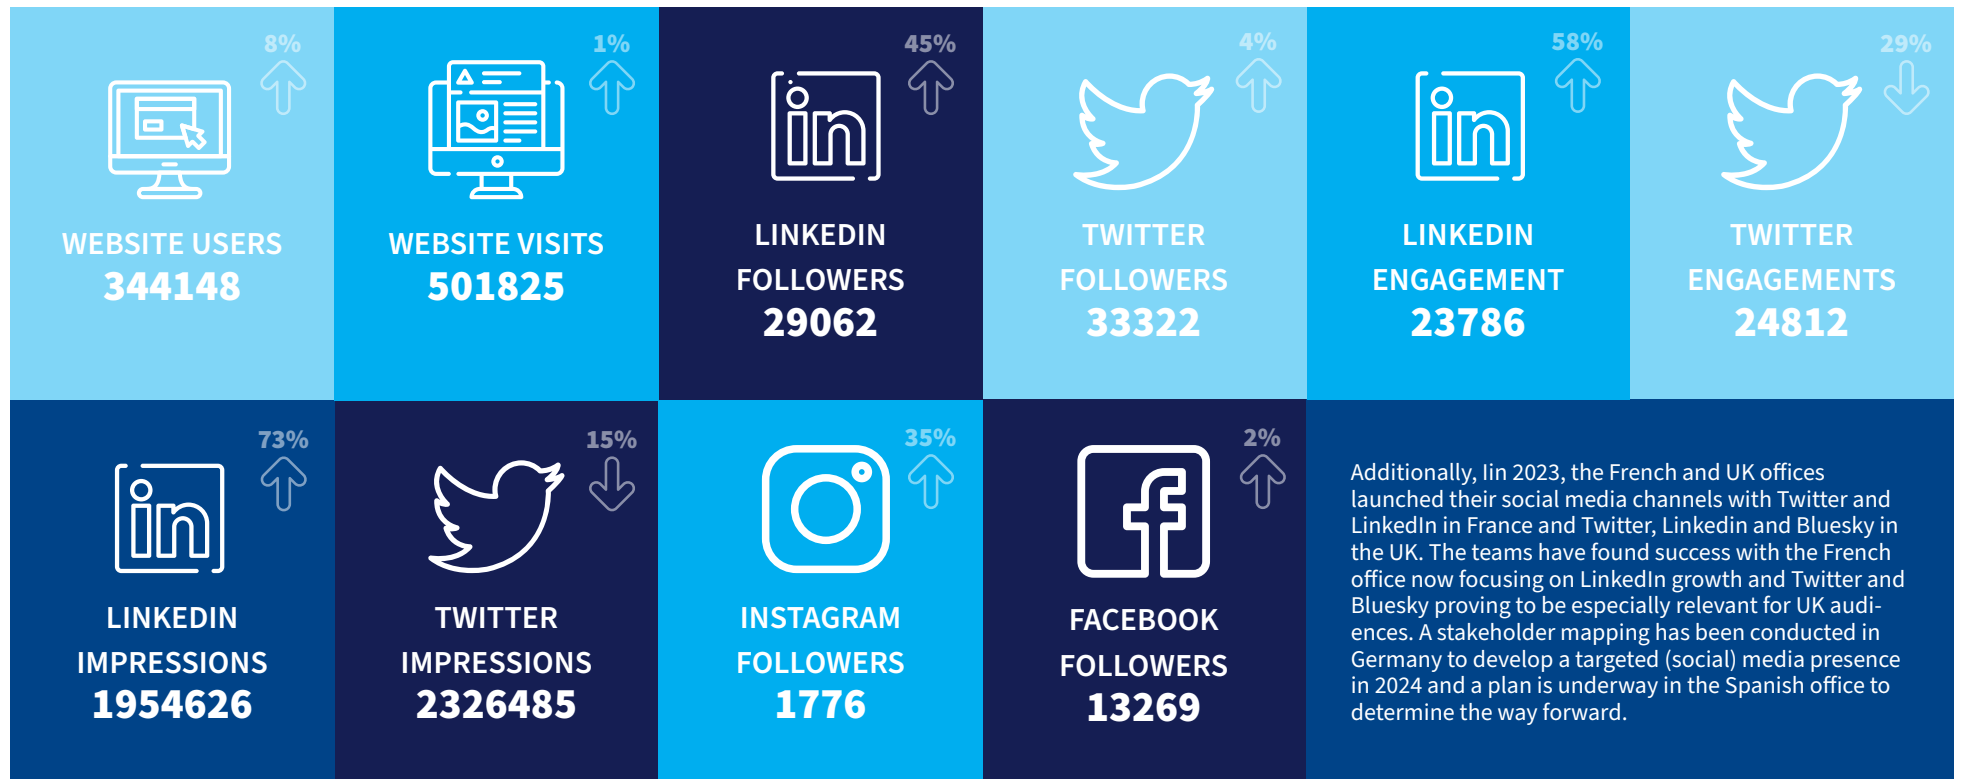 8%
WEBSITE USERS
344148
1%
WEBSITE VISITS
501825
45%
in
LINKEDIN
FOLLOWERS
29062
4%
TWITTER
FOLLOWERS
33322
58%
in
LINKEDIN
ENGAGEMENT
23786
29%
TWITTER
ENGAGEMENTS
24812
73%
in
LINKEDIN
IMPRESSIONS
1954626
15%
TWITTER
IMPRESSIONS
2326485
35%
INSTAGRAM
FOLLOWERS
1776
2%
f
FACEBOOK
FOLLOWERS
13269
Additionally, Iin 2023, the French and UK offices
launched their social media channels with Twitter and
LinkedIn in France and Twitter, Linkedin and Bluesky in
the UK. The teams have found success with the French
office now focusing on LinkedIn growth and Twitter and
Bluesky proving to be especially relevant for UK audi-
ences. A stakeholder mapping has been conducted in
Germany to develop a targeted (social) media presence
in 2024 and a plan is underway in the Spanish office to
determine the way forward.